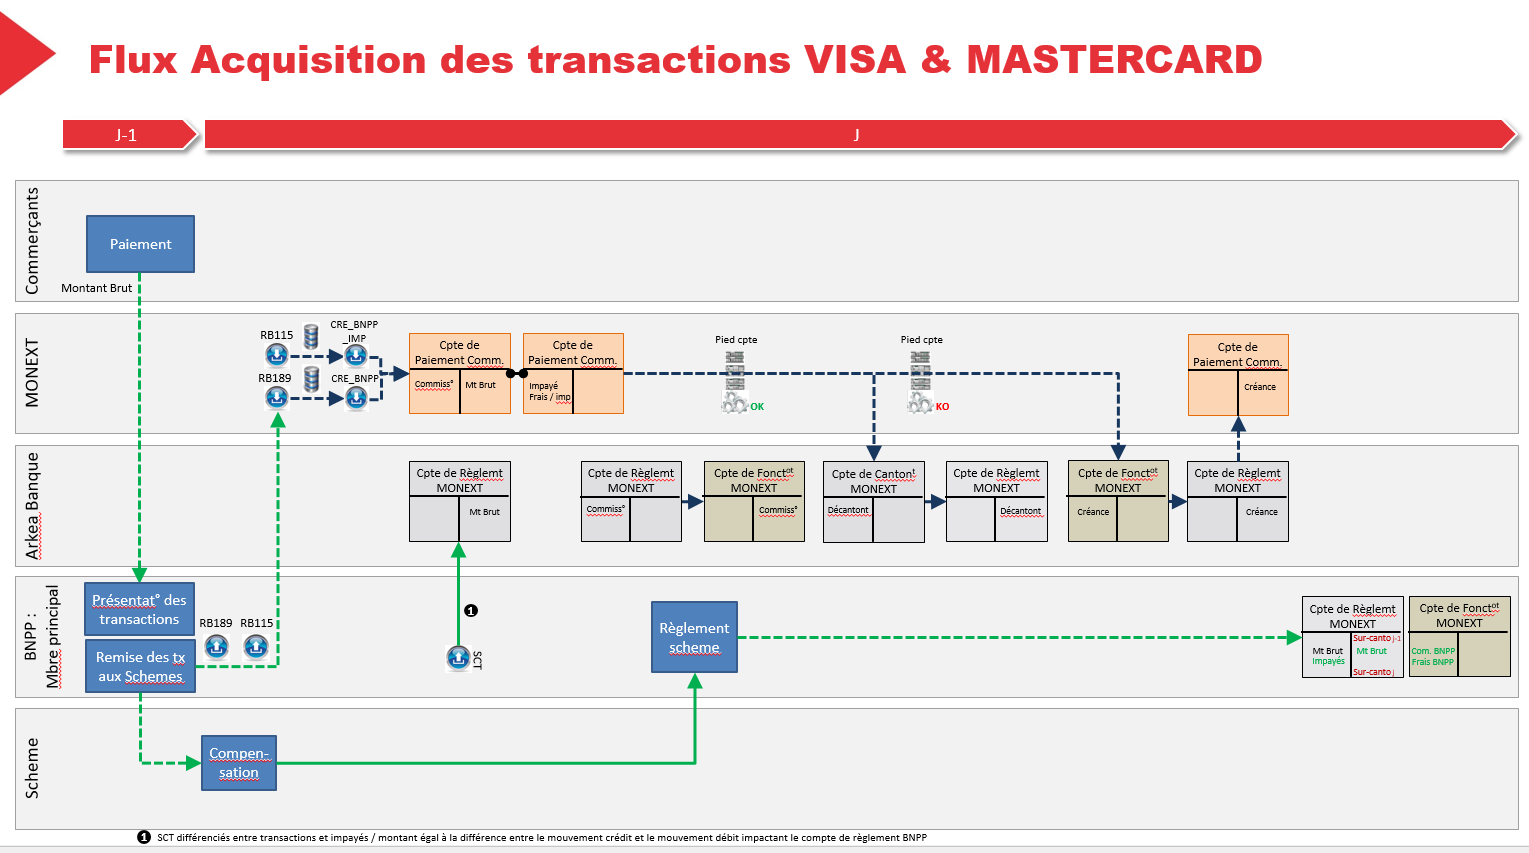 Flux Acquisition des transactions VISA & MASTERCARD
J-1
J
Commerçants
Paiement
Montant Brut
MONEXT
RB115
CRE_BNPP
_IMP
RB189
CRE_BNPP
Cpte de
Paiement Comm.
Commiss°
Mt Brut
Cpte de
Paiement Comm.
Impayé
Frais / imp
Pied cpte
OK
Pied cpte
KO
Cpte de
Paiement Comm.
Créance
Arkea Banque
Cpte de Règlemt
MONEXT
Mt Brut
Cpte de Règlemt
MONEXT
Commiss°
Cpte de Fonctot
MONEXT
Commiss°
Cpte de Cantont
MONEXT
Décantont
Cpte de Règlemt
MONEXT
Décantont
Cpte de Fonctot
MONEXT
Créance
Cpte de Règlemt
MONEXT
Créance
BNPP :
Mbre principal
Présentat° des
transactions
Remise des tx
aux Schemes
RB189
RB115
1
SCT
Règlement
scheme
Cpte de Règlemt
MONEXT
Mt Brut
Impayés
Sur-canto j-1
Mt Brut
Sur-canto j
Cpte de Fonctot
MONEXT
Com. BNPP
Frais BNPP
Scheme
Compen-
sation
1 SCT différenciés entre transactions et impayés / montant égal à la différence entre le mouvement crédit et le mouvement débit impactant le compte de règlement BNPP